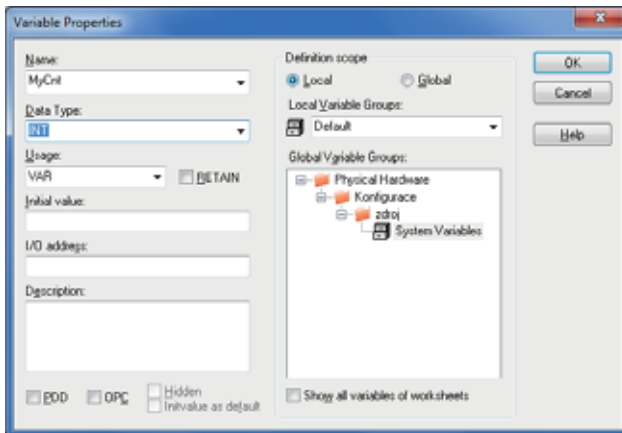 Variable Properties
Name:
MyCnt
Data Type:
INT
Usage:
VAR
RETAIN
Initial value:
I/O address:
Description:
PDD
OPC
Hidden
Initvalue as default
Definition scope
Local
Global
Local Variable Groups:
Default
Global Variable Groups:
Physical Hardware
Konfigurace
zdroj
System Variables
Show all variables of worksheets
OK
Cancel
Help